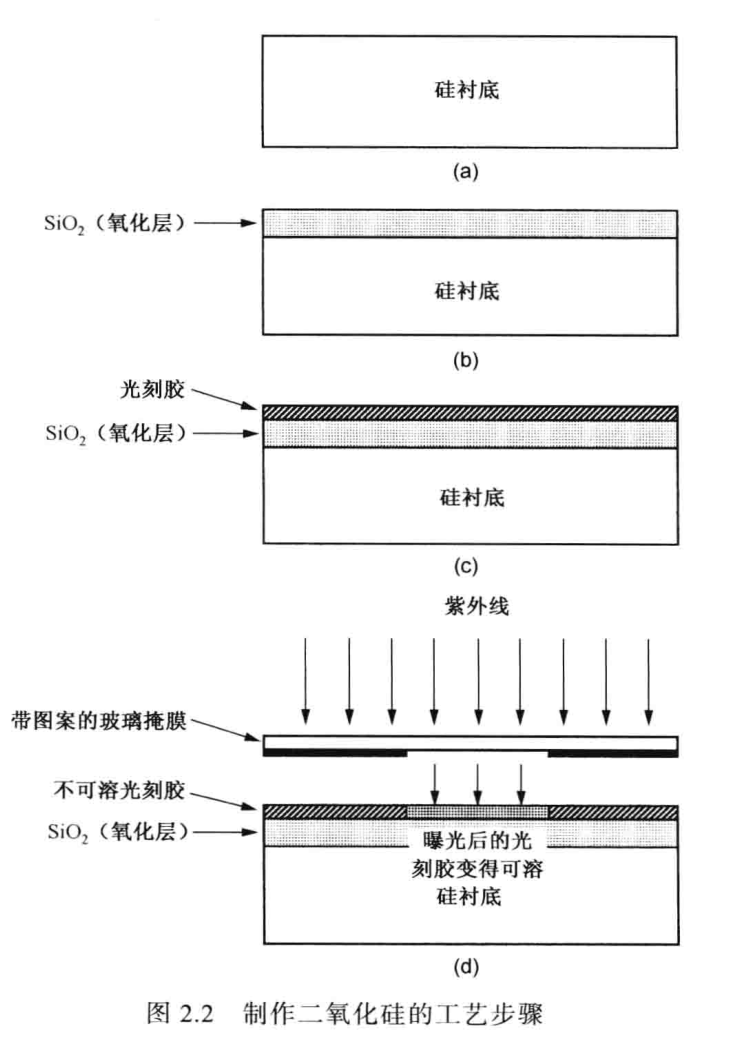 硅衬底
(a)
SiO₂（氧化层）
硅衬底
(b)
光刻胶
SiO₂（氧化层）
硅衬底
(c)
紫外线
带图案的玻璃掩膜
不可溶光刻胶
SiO₂（氧化层）
曝光后的光
刻胶变得可溶
硅衬底
(d)
图 2.2 制作二氧化硅的工艺步骤